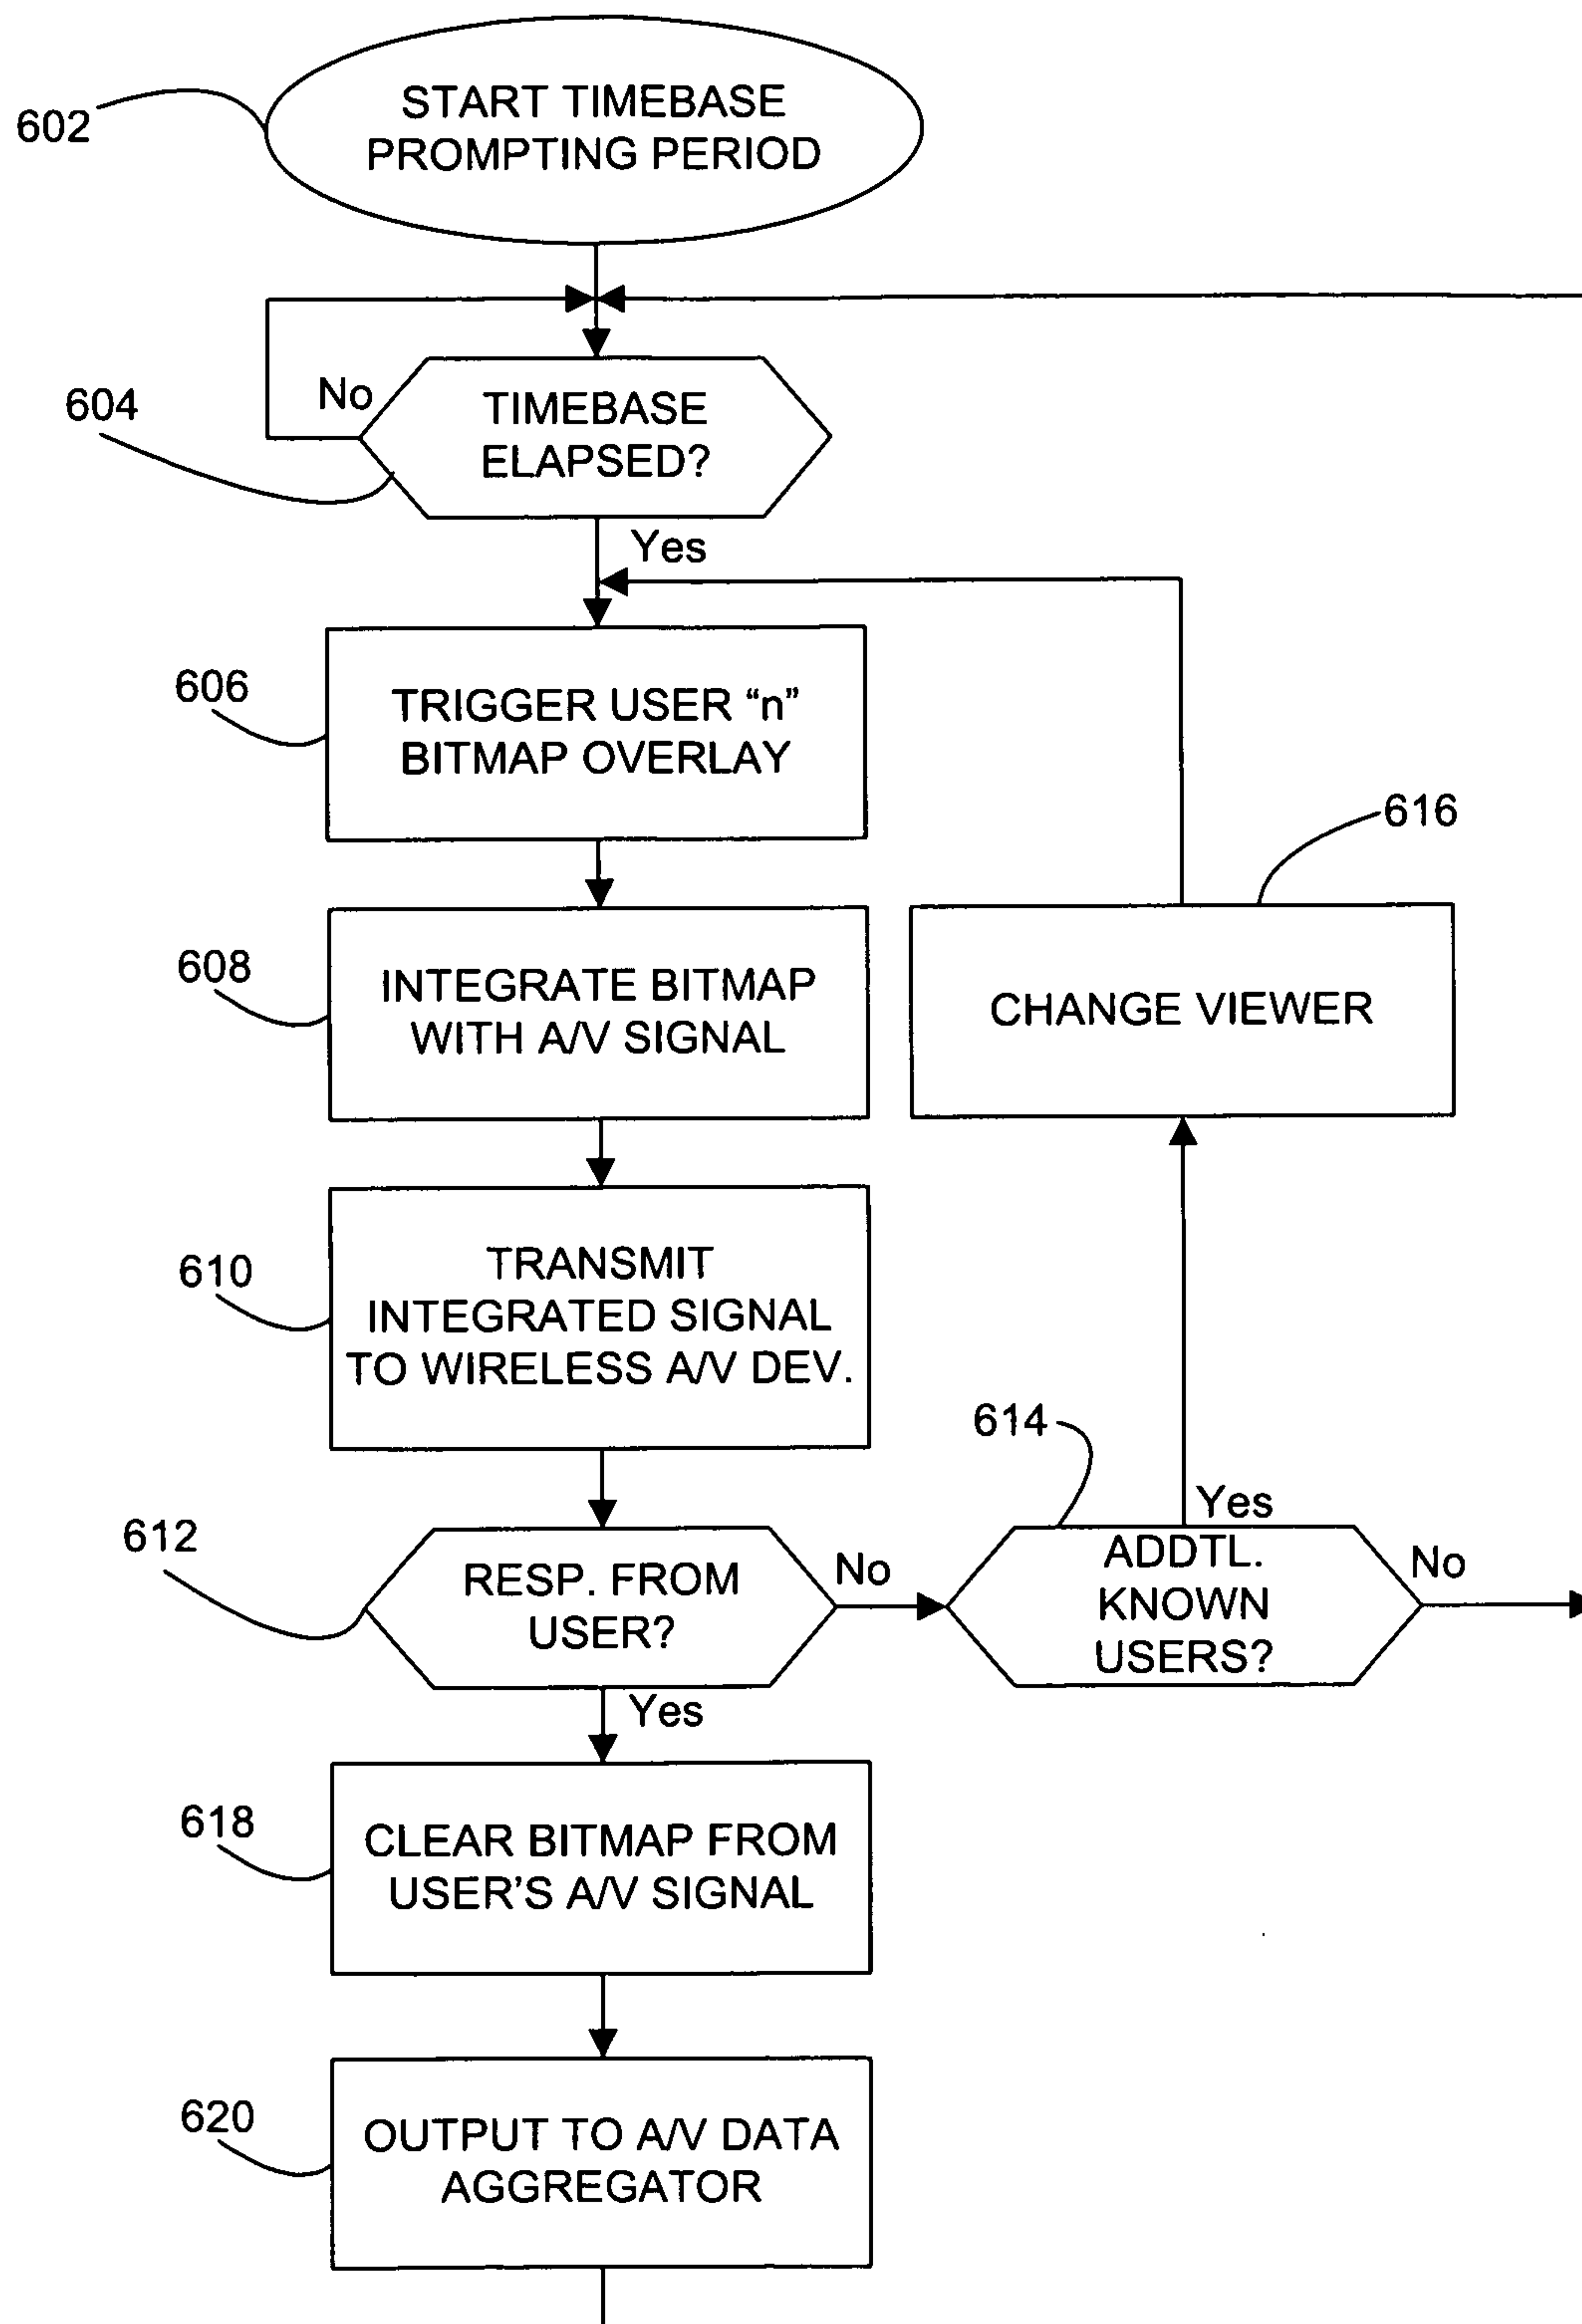 START TIMEBASE
PROMPTING PERIOD
602
No
604
TIMEBASE
ELAPSED?
Yes
606
TRIGGER USER “n”
BITMAP OVERLAY
616
608
INTEGRATE BITMAP
WITH A/V SIGNAL
CHANGE VIEWER
610
TRANSMIT
INTEGRATED SIGNAL
TO WIRELESS A/V DEV.
614
Yes
612
RESP. FROM
USER?
No
ADDTL.
KNOWN
USERS?
No
Yes
618
CLEAR BITMAP FROM
USER’S A/V SIGNAL
620
OUTPUT TO A/V DATA
AGGREGATOR